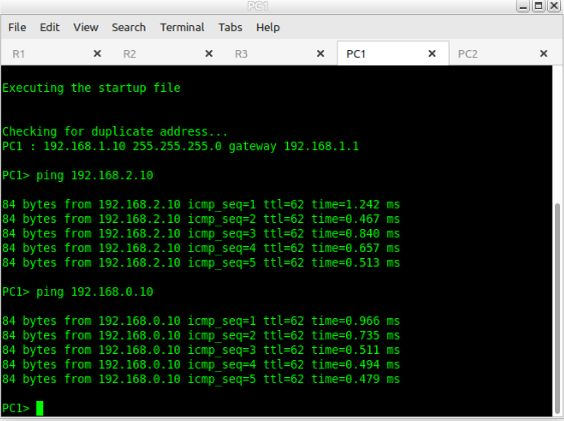 PC1
File Edit View Search Terminal Tabs Help
R1 × R2 × R3 × PC1 × PC2 ×
Executing the startup file
Checking for duplicate address...
PC1 : 192.168.1.10 255.255.255.0 gateway 192.168.1.1
PC1> ping 192.168.2.10
84 bytes from 192.168.2.10 icmp_seq=1 ttl=62 time=1.242 ms
84 bytes from 192.168.2.10 icmp_seq=2 ttl=62 time=0.467 ms
84 bytes from 192.168.2.10 icmp_seq=3 ttl=62 time=0.840 ms
84 bytes from 192.168.2.10 icmp_seq=4 ttl=62 time=0.657 ms
84 bytes from 192.168.2.10 icmp_seq=5 ttl=62 time=0.513 ms
PC1> ping 192.168.0.10
84 bytes from 192.168.0.10 icmp_seq=1 ttl=62 time=0.966 ms
84 bytes from 192.168.0.10 icmp_seq=2 ttl=62 time=0.735 ms
84 bytes from 192.168.0.10 icmp_seq=3 ttl=62 time=0.511 ms
84 bytes from 192.168.0.10 icmp_seq=4 ttl=62 time=0.494 ms
84 bytes from 192.168.0.10 icmp_seq=5 ttl=62 time=0.479 ms
PC1>